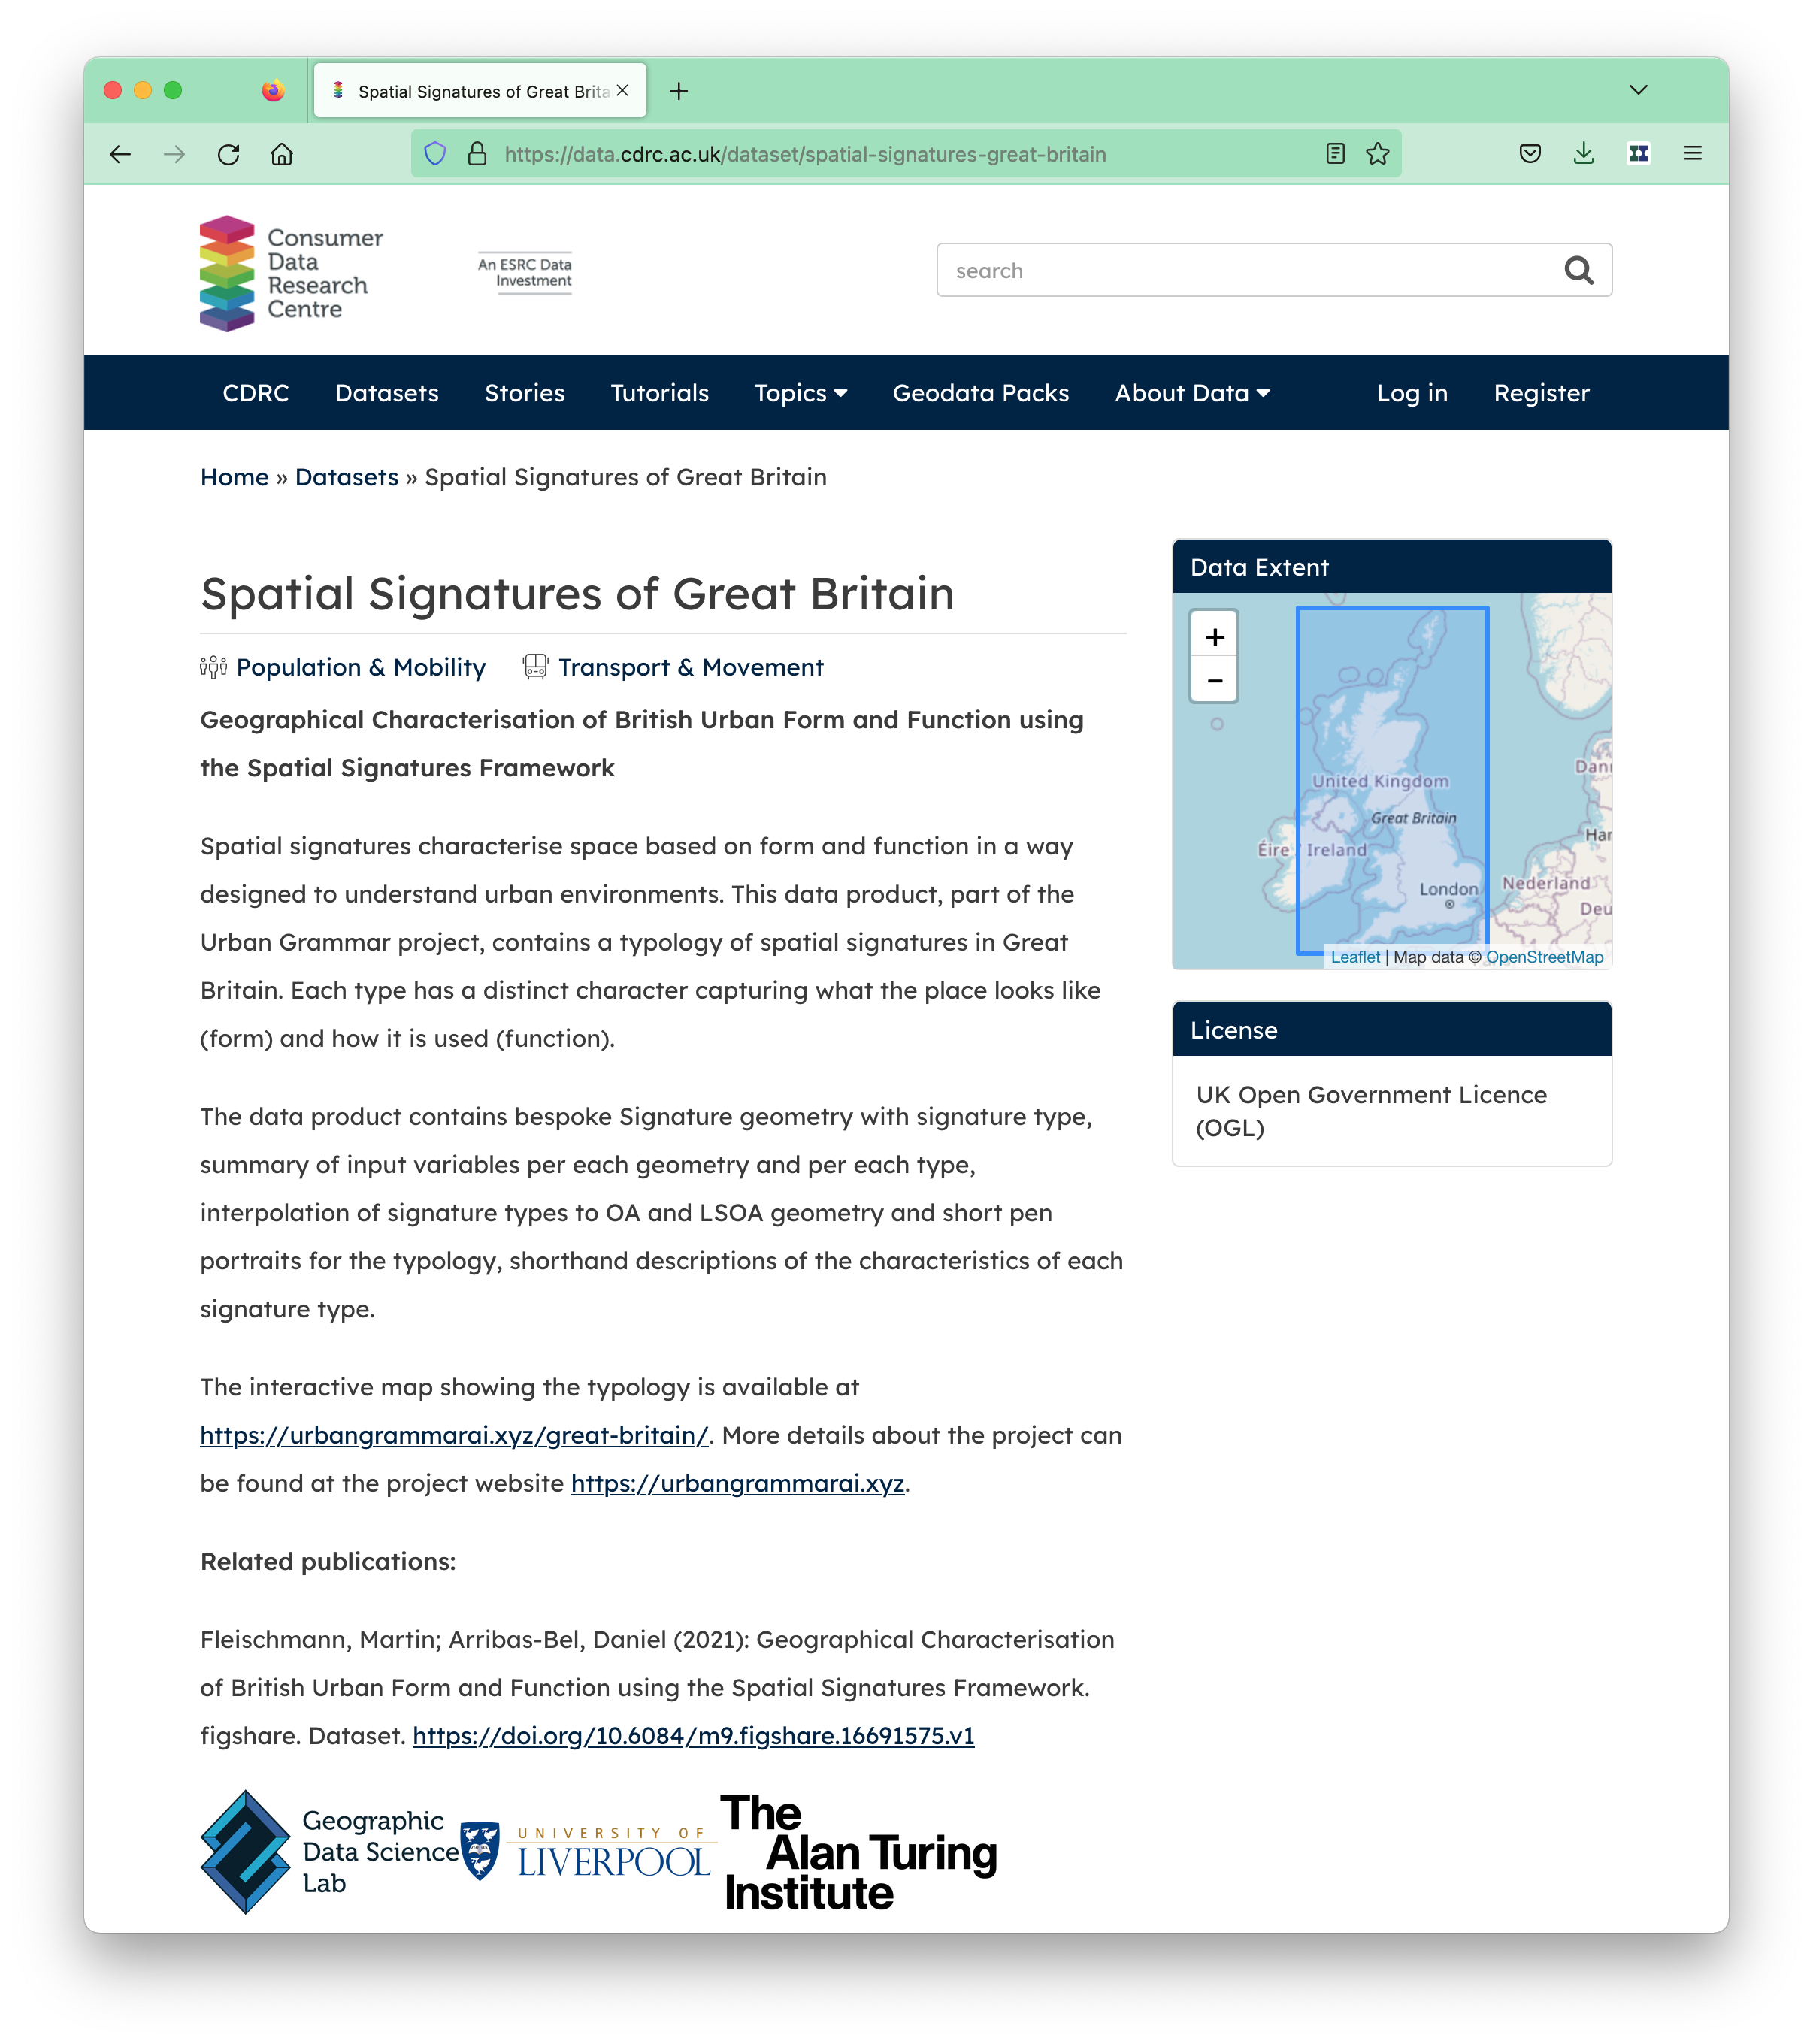 Spatial Signatures of Great Brita
https://data.cdrc.ac.uk/dataset/spatial-signatures-great-britain
Consumer
Data
Research
Centre
An ESRC Data
Investment
search
CDRC Datasets Stories Tutorials Topics Geodata Packs About Data Log in Register
Home » Datasets » Spatial Signatures of Great Britain
Spatial Signatures of Great Britain
Population & Mobility Transport & Movement
Geographical Characterisation of British Urban Form and Function using
the Spatial Signatures Framework
Spatial signatures characterise space based on form and function in a way
designed to understand urban environments. This data product, part of the
Urban Grammar project, contains a typology of spatial signatures in Great
Britain. Each type has a distinct character capturing what the place looks like
(form) and how it is used (function).
The data product contains bespoke Signature geometry with signature type,
summary of input variables per each geometry and per each type,
interpolation of signature types to OA and LSOA geometry and short pen
portraits for the typology, shorthand descriptions of the characteristics of each
signature type.
The interactive map showing the typology is available at
https://urbangrammarai.xyz/great-britain/. More details about the project can
be found at the project website https://urbangrammarai.xyz.
Related publications:
Fleischmann, Martin; Arribas-Bel, Daniel (2021): Geographical Characterisation
of British Urban Form and Function using the Spatial Signatures Framework.
figshare. Dataset. https://doi.org/10.6084/m9.figshare.16691575.v1
Geographic
Data Science
Lab
UNIVERSITY OF
LIVERPOOL
The
Alan Turing
Institute
Data Extent
+
−
United Kingdom
Great Britain
Éire / Ireland
London
Nederland
Dan
Har
Deu
Leaflet | Map data © OpenStreetMap
License
UK Open Government Licence
(OGL)